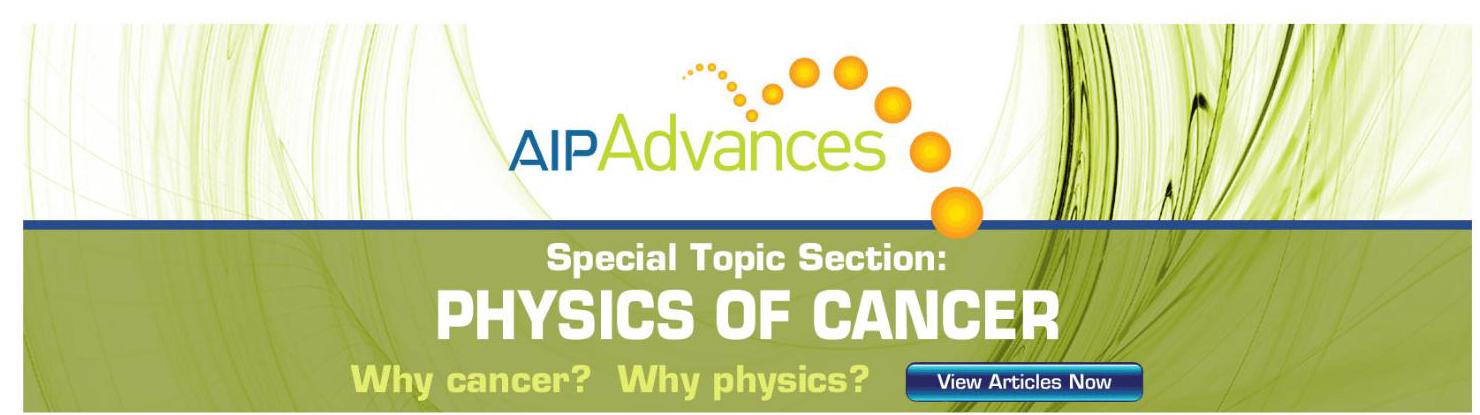 AIPAdvances
Special Topic Section:
PHYSICS OF CANCER
Why cancer? Why physics? View Articles Now